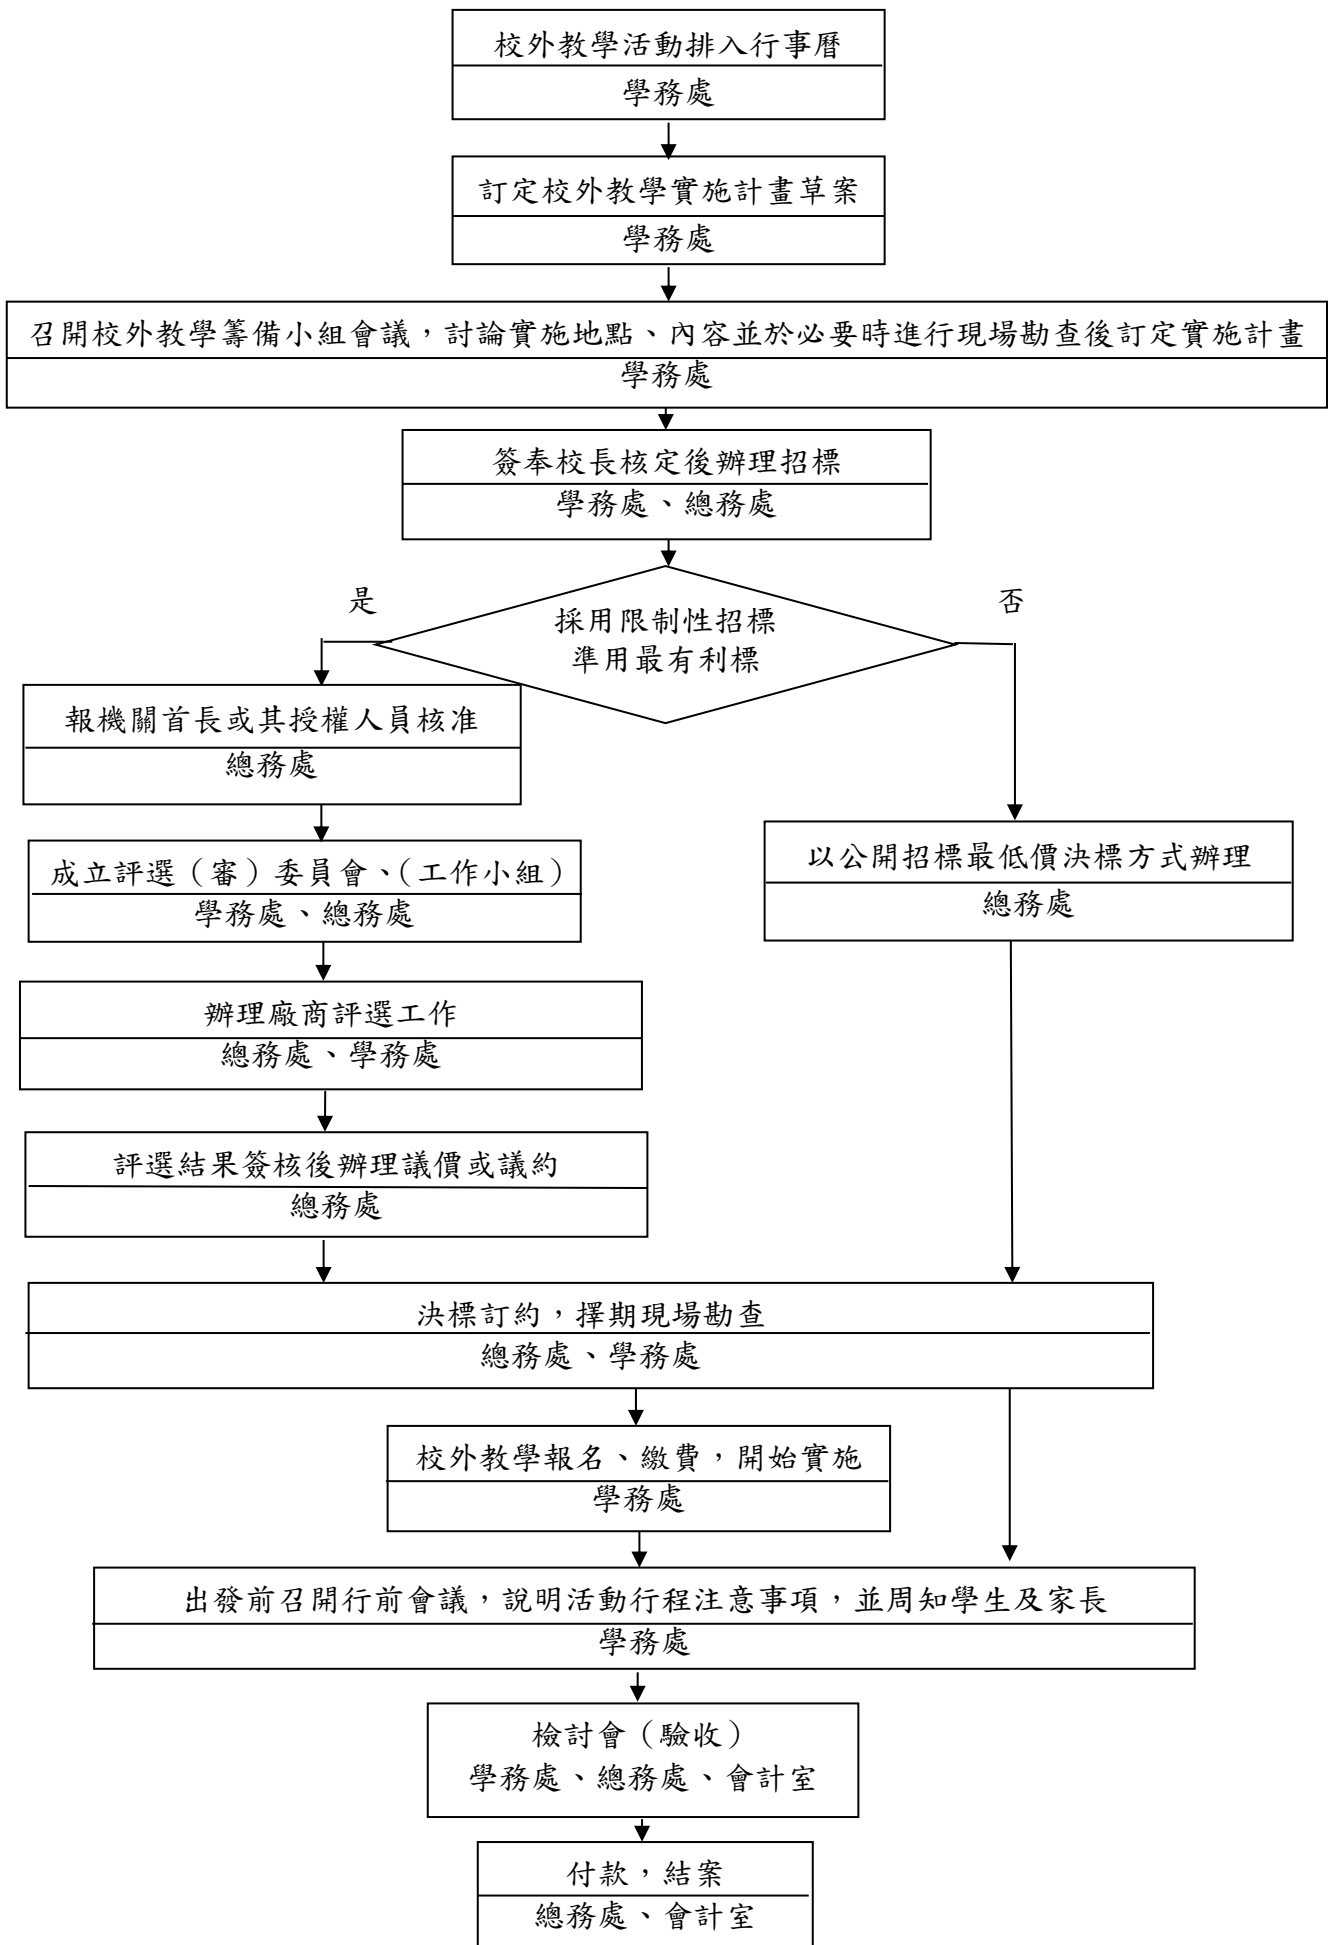 校外教學活動排入行事曆
學務處
訂定校外教學實施計畫草案
學務處
召開校外教學籌備小組會議，討論實施地點、內容並於必要時進行現場勘查後訂定實施計畫
學務處
簽奉校長核定後辦理招標
學務處、總務處
是
否
採用限制性招標
準用最有利標
報機關首長或其授權人員核准
總務處
成立評選（審）委員會、（工作小組）
學務處、總務處
以公開招標最低價決標方式辦理
總務處
辦理廠商評選工作
總務處、學務處
評選結果簽核後辦理議價或議約
總務處
決標訂約，擇期現場勘查
總務處、學務處
校外教學報名、繳費，開始實施
學務處
出發前召開行前會議，說明活動行程注意事項，並周知學生及家長
學務處
檢討會（驗收）
學務處、總務處、會計室
付款，結案
總務處、會計室